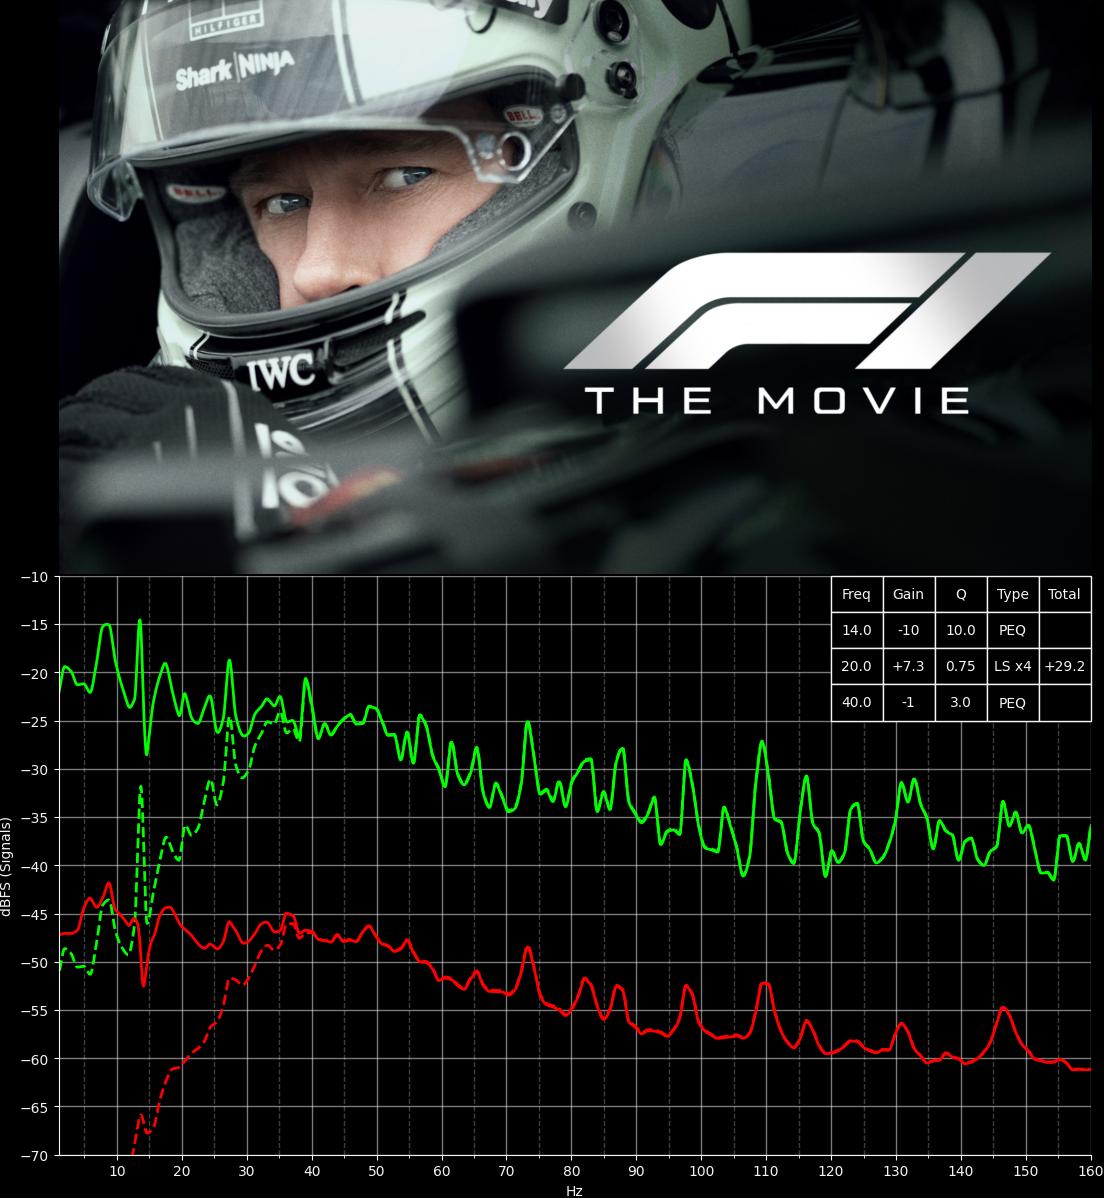 HILFIGER
Shark | NINJA
BELL
BELL
IWC
F1
THE MOVIE
Freq Gain Q Type Total
14.0 -10 10.0 PEQ
20.0 +7.3 0.75 LS x4 +29.2
40.0 -1 3.0 PEQ
−10
−15
−20
−25
−30
−35
−40
−45
−50
−55
−60
−65
−70
dBFS (Signals)
10 20 30 40 50 60 70 80 90 100 110 120 130 140 150 160
Hz